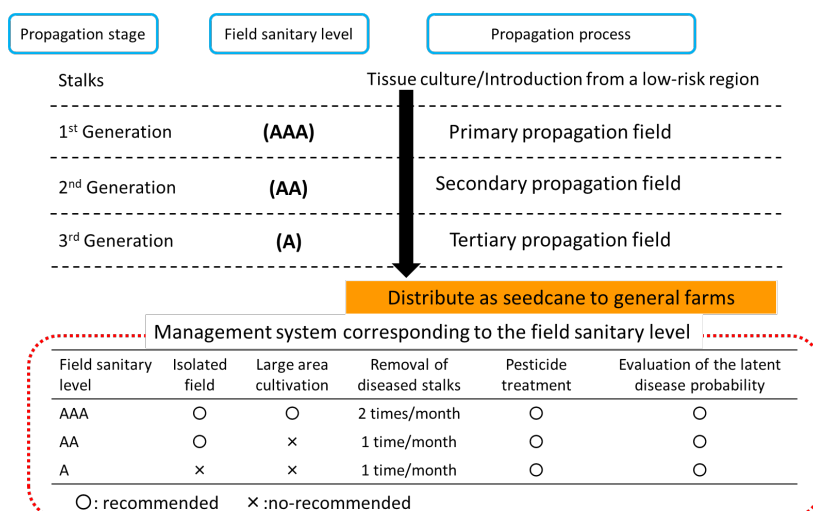 Propagation stage Field sanitary level Propagation process
Stalks Tissue culture/Introduction from a low-risk region
1st Generation (AAA) Primary propagation field
2nd Generation (AA) Secondary propagation field
3rd Generation (A) Tertiary propagation field
Distribute as seedcane to general farms
Management system corresponding to the field sanitary level
Field sanitary Isolated Large area Removal of Pesticide Evaluation of the latent
level field cultivation diseased stalks treatment disease probability
AAA ○ ○ 2 times/month ○ ○
AA ○ × 1 time/month ○ ○
A × × 1 time/month ○ ○
○: recommended × :no-recommended